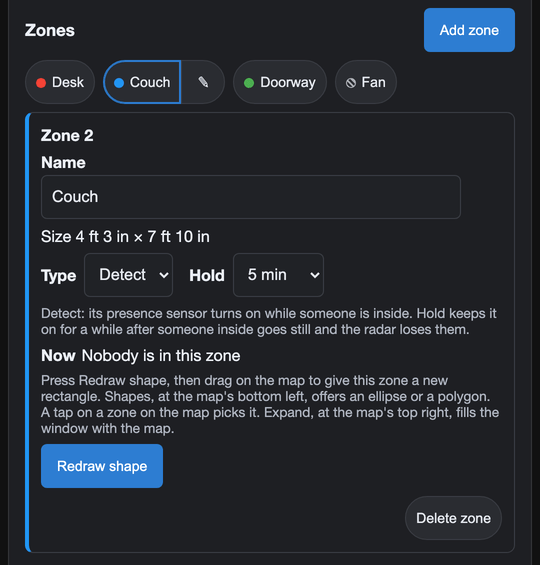 Zones
Add zone
Desk
Couch
Doorway
Fan
Zone 2
Name
Couch
Size 4 ft 3 in × 7 ft 10 in
Type Detect Hold 5 min
Detect: its presence sensor turns on while someone is inside. Hold keeps it
on for a while after someone inside goes still and the radar loses them.
Now Nobody is in this zone
Press Redraw shape, then drag on the map to give this zone a new
rectangle. Shapes, at the map's bottom left, offers an ellipse or a polygon.
A tap on a zone on the map picks it. Expand, at the map's top right, fills the
window with the map.
Redraw shape
Delete zone